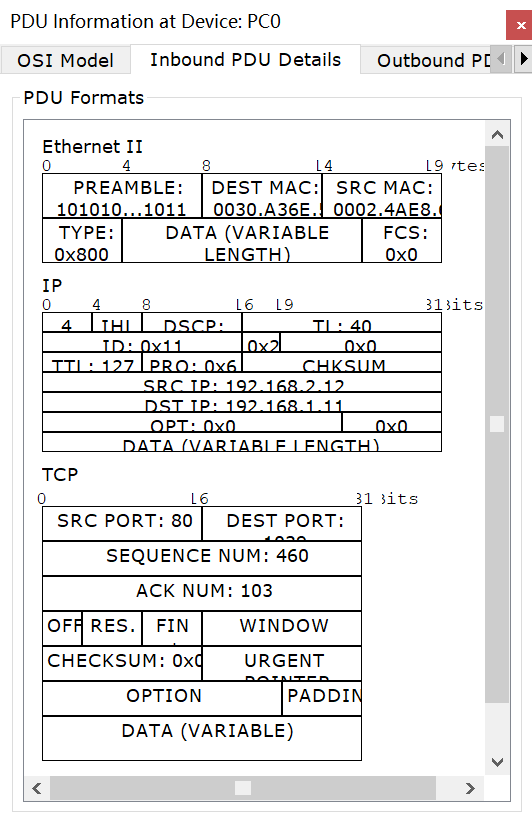 PDU Information at Device: PC0
OSI Model Inbound PDU Details Outbound
PDU Formats
Ethernet II
0 4 8 14 19
PREAMBLE: DEST MAC: SRC MAC:
101010...1011 0030.A36E. 0002.4AE8.
TYPE: DATA (VARIABLE FCS:
0x800 LENGTH) 0x0
IP
0 4 8 16 19 31 Bits
4 IHL DSCP: TL: 40
ID: 0x11 0x2 0x0
TTL: 127 PRO: 0x6 CHKSUM
SRC IP: 192.168.2.12
DST IP: 192.168.1.11
OPT: 0x0 0x0
DATA (VARIABLE LENGTH)
TCP
0 16 31 Bits
SRC PORT: 80 DEST PORT:
SEQUENCE NUM: 460
ACK NUM: 103
OFF RES. FIN WINDOW
CHECKSUM: 0x0 URGENT
POINTER
OPTION PADDIN
DATA (VARIABLE)